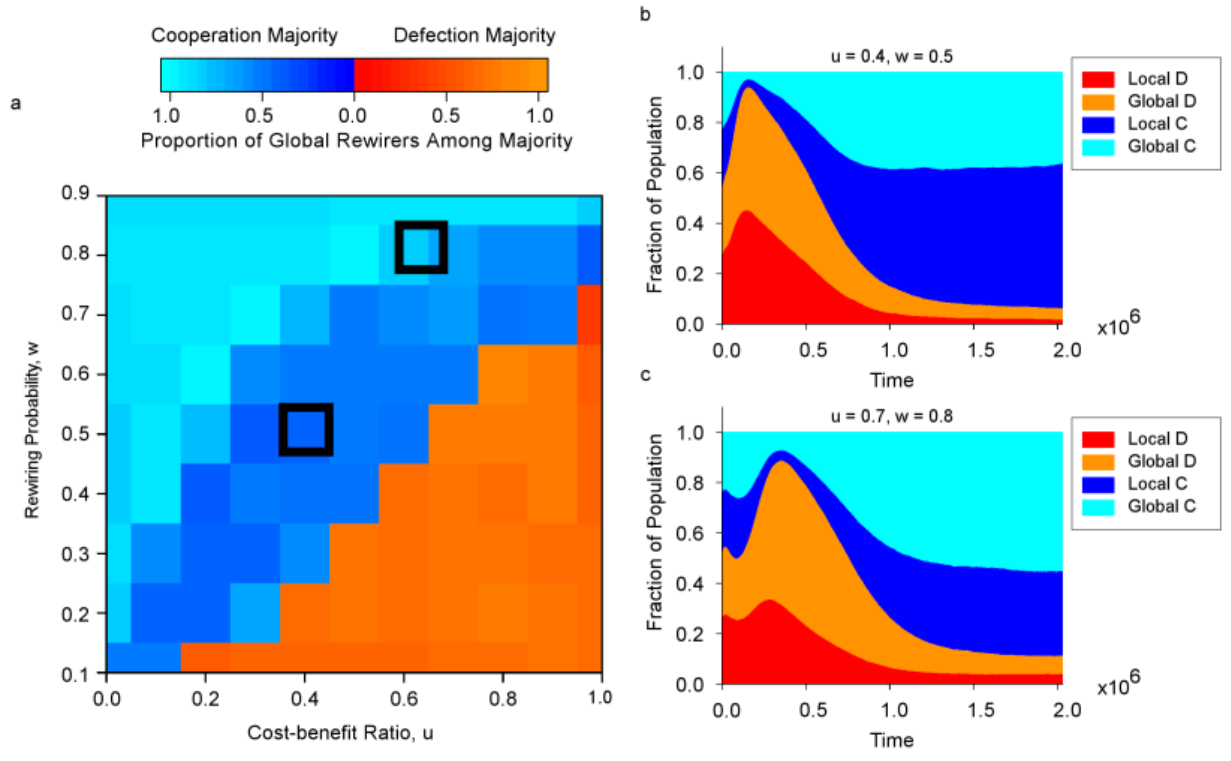 a
Cooperation Majority Defection Majority
1.0 0.5 0.0 0.5 1.0
Proportion of Global Rewirers Among Majority
Rewiring Probability, w
0.9
0.8
0.7
0.6
0.5
0.4
0.3
0.2
0.1
0.0 0.2 0.4 0.6 0.8 1.0
Cost-benefit Ratio, u
b
u = 0.4, w = 0.5
Fraction of Population
1.0
0.8
0.6
0.4
0.2
0.0
0.0 0.5 1.0 1.5 2.0
x10⁶
Time
Local D
Global D
Local C
Global C
c
u = 0.7, w = 0.8
Fraction of Population
1.0
0.8
0.6
0.4
0.2
0.0
0.0 0.5 1.0 1.5 2.0
x10⁶
Time
Local D
Global D
Local C
Global C